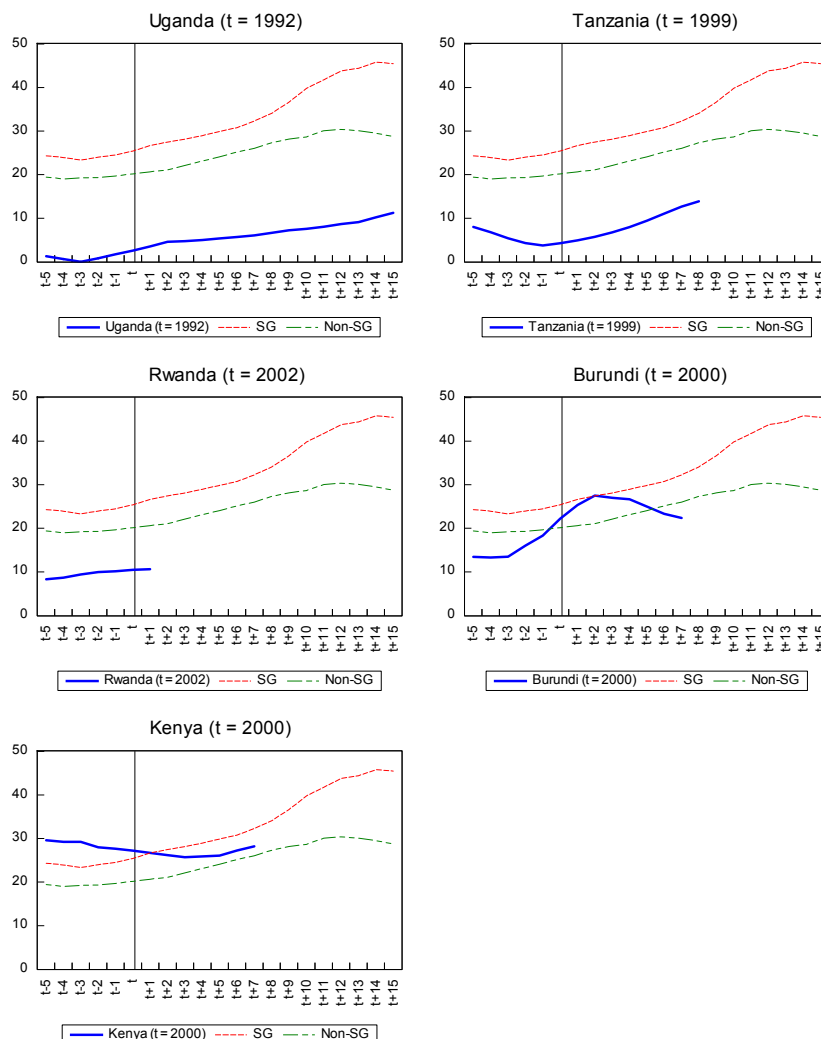 Uganda (t = 1992)
50
40
30
20
10
0
t-5 t-4 t-3 t-2 t-1 t t+1 t+2 t+3 t+4 t+5 t+6 t+7 t+8 t+9 t+10 t+11 t+12 t+13 t+14 t+15
Uganda (t = 1992) SG Non-SG
Tanzania (t = 1999)
50
40
30
20
10
0
t-5 t-4 t-3 t-2 t-1 t t+1 t+2 t+3 t+4 t+5 t+6 t+7 t+8 t+9 t+10 t+11 t+12 t+13 t+14 t+15
Tanzania (t = 1999) SG Non-SG
Rwanda (t = 2002)
50
40
30
20
10
0
t-5 t-4 t-3 t-2 t-1 t t+1 t+2 t+3 t+4 t+5 t+6 t+7 t+8 t+9 t+10 t+11 t+12 t+13 t+14 t+15
Rwanda (t = 2002) SG Non-SG
Burundi (t = 2000)
50
40
30
20
10
0
t-5 t-4 t-3 t-2 t-1 t t+1 t+2 t+3 t+4 t+5 t+6 t+7 t+8 t+9 t+10 t+11 t+12 t+13 t+14 t+15
Burundi (t = 2000) SG Non-SG
Kenya (t = 2000)
50
40
30
20
10
0
t-5 t-4 t-3 t-2 t-1 t t+1 t+2 t+3 t+4 t+5 t+6 t+7 t+8 t+9 t+10 t+11 t+12 t+13 t+14 t+15
Kenya (t = 2000) SG Non-SG